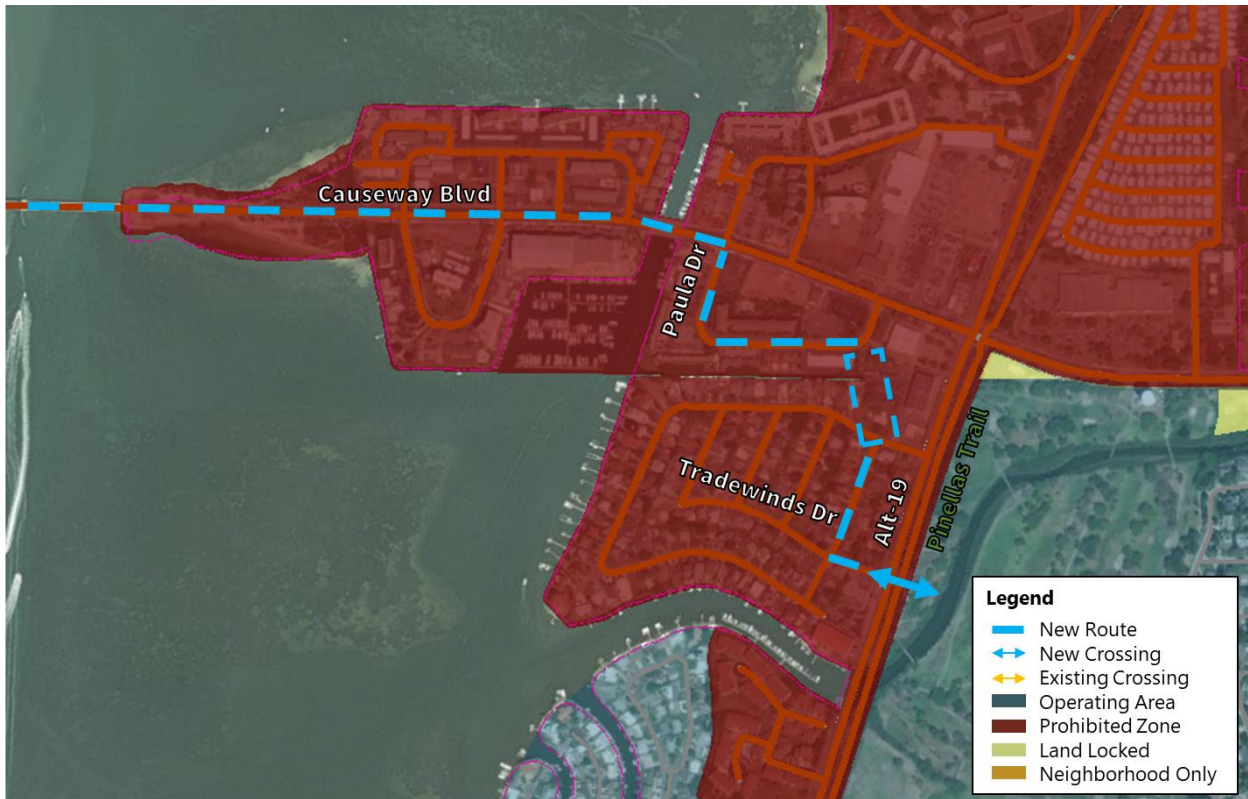 Causeway Blvd
Paula Dr
Tradewinds Dr
Alt-19
Pinellas Trail
Legend
New Route
New Crossing
Existing Crossing
Operating Area
Prohibited Zone
Land Locked
Neighborhood Only